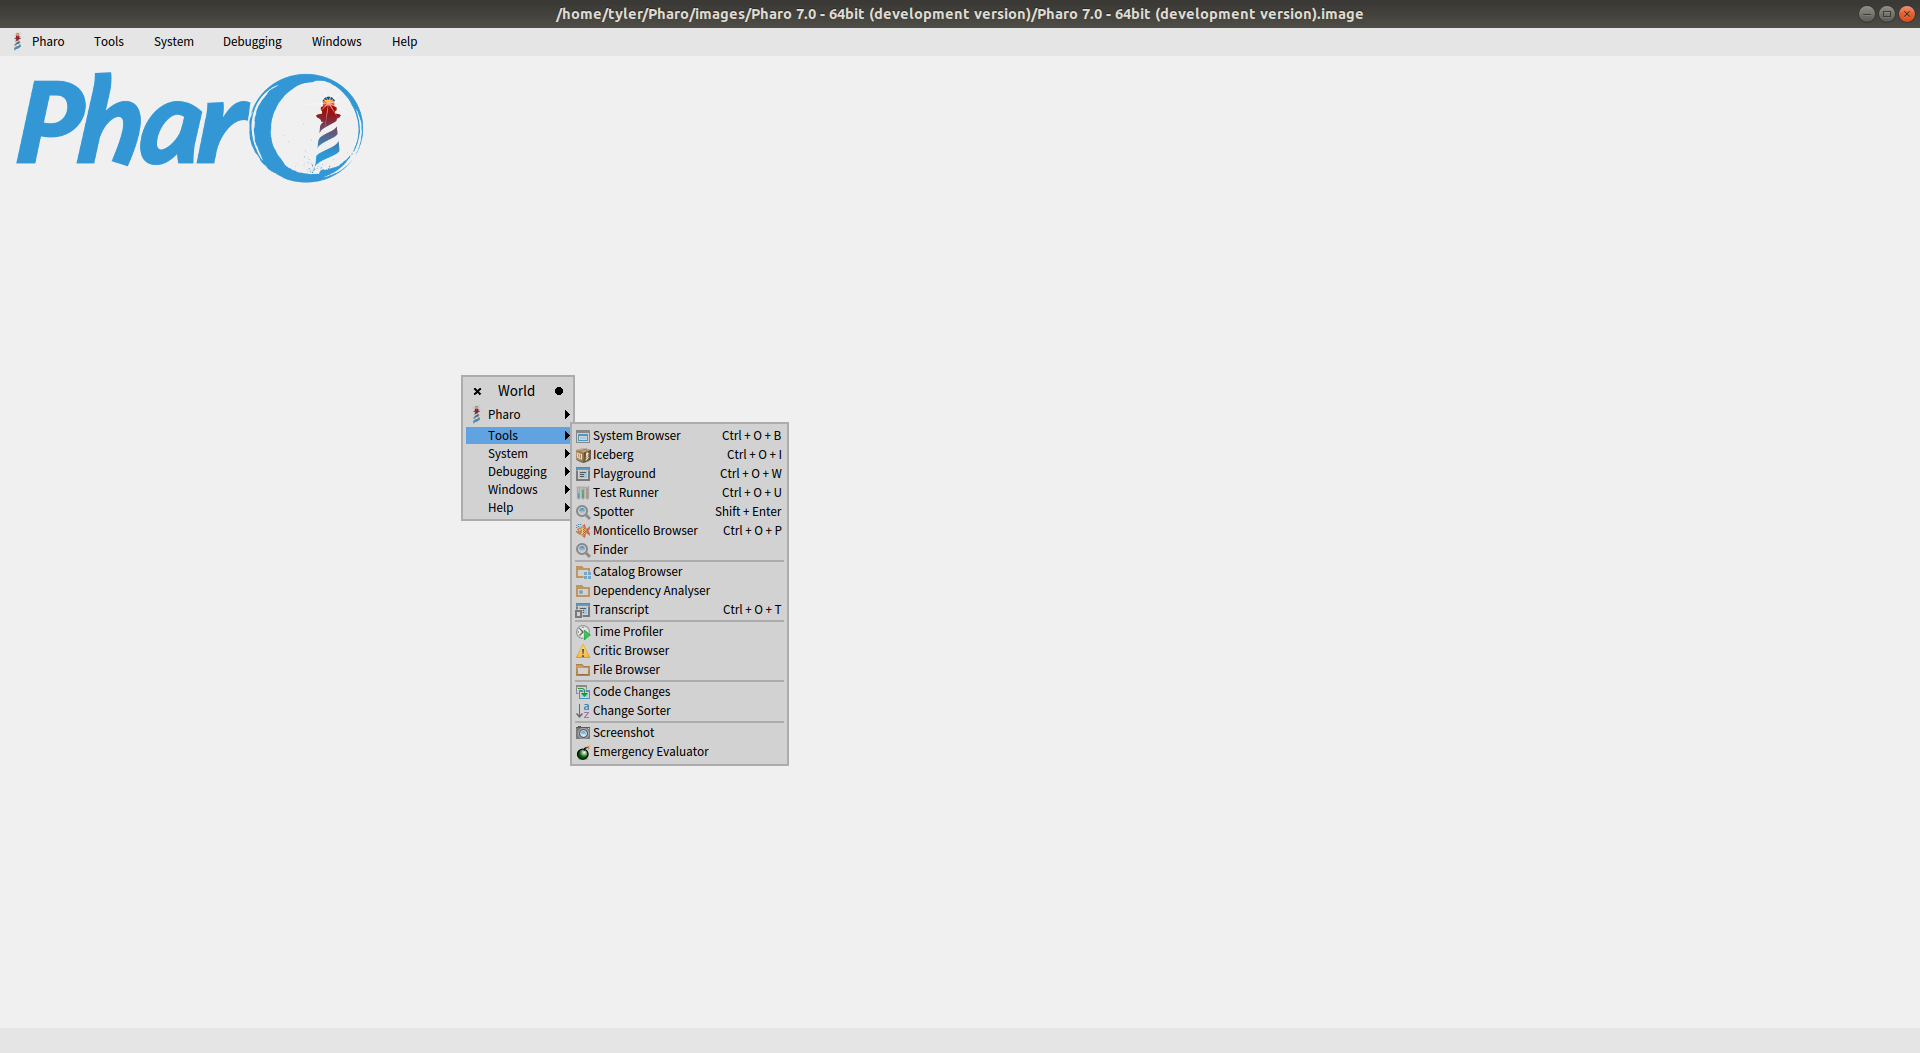 /home/tyler/Pharo/images/Pharo 7.0 - 64bit (development version)/Pharo 7.0 - 64bit (development version).image
Pharo Tools System Debugging Windows Help
Pharo
World
Pharo
Tools
System
Debugging
Windows
Help
System Browser Ctrl + O + B
Iceberg Ctrl + O + I
Playground Ctrl + O + W
Test Runner Ctrl + O + U
Spotter Shift + Enter
Monticello Browser Ctrl + O + P
Finder
Catalog Browser
Dependency Analyser
Transcript Ctrl + O + T
Time Profiler
Critic Browser
File Browser
Code Changes
Change Sorter
Screenshot
Emergency Evaluator